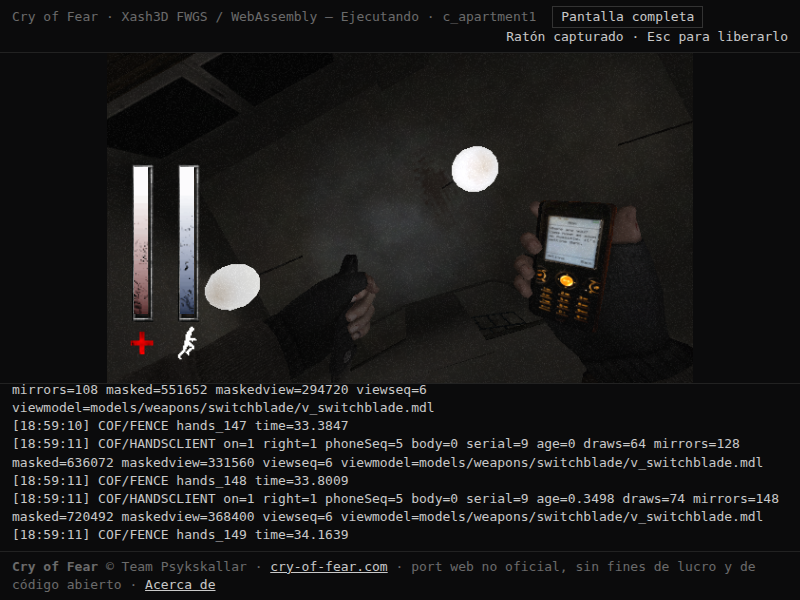 Cry of Fear · Xash3D FWGS / WebAssembly — Ejecutando · c_apartment1
Pantalla completa
Ratón capturado · Esc para liberarlo
mirrors=108 masked=551652 maskedview=294720 viewseq=6
viewmodel=models/weapons/switchblade/v_switchblade.mdl
[18:59:10] COF/FENCE hands_147 time=33.3847
[18:59:11] COF/HANDSCLIENT on=1 right=1 phoneSeq=5 body=0 serial=9 age=0 draws=64 mirrors=128
masked=636072 maskedview=331560 viewseq=6 viewmodel=models/weapons/switchblade/v_switchblade.mdl
[18:59:11] COF/FENCE hands_148 time=33.8009
[18:59:11] COF/HANDSCLIENT on=1 right=1 phoneSeq=5 body=0 serial=9 age=0.3498 draws=74 mirrors=148
masked=720492 maskedview=368400 viewseq=6 viewmodel=models/weapons/switchblade/v_switchblade.mdl
[18:59:11] COF/FENCE hands_149 time=34.1639
Cry of Fear © Team Psykskallar · cry-of-fear.com · port web no oficial, sin fines de lucro y de
código abierto · Acerca de